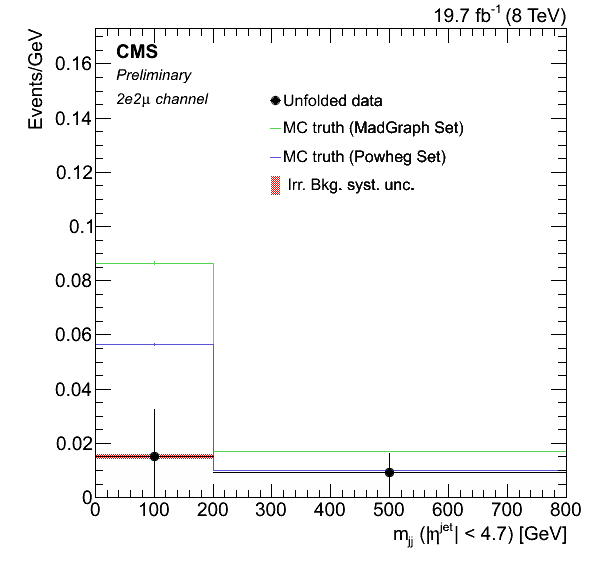 19.7 fb⁻¹ (8 TeV)
Events/GeV
CMS
Preliminary
2e2μ channel
Unfolded data
MC truth (MadGraph Set)
MC truth (Powheg Set)
Irr. Bkg. syst. unc.
0.16
0.14
0.12
0.1
0.08
0.06
0.04
0.02
0
0 100 200 300 400 500 600 700 800
m_jj (|η^jet| < 4.7) [GeV]